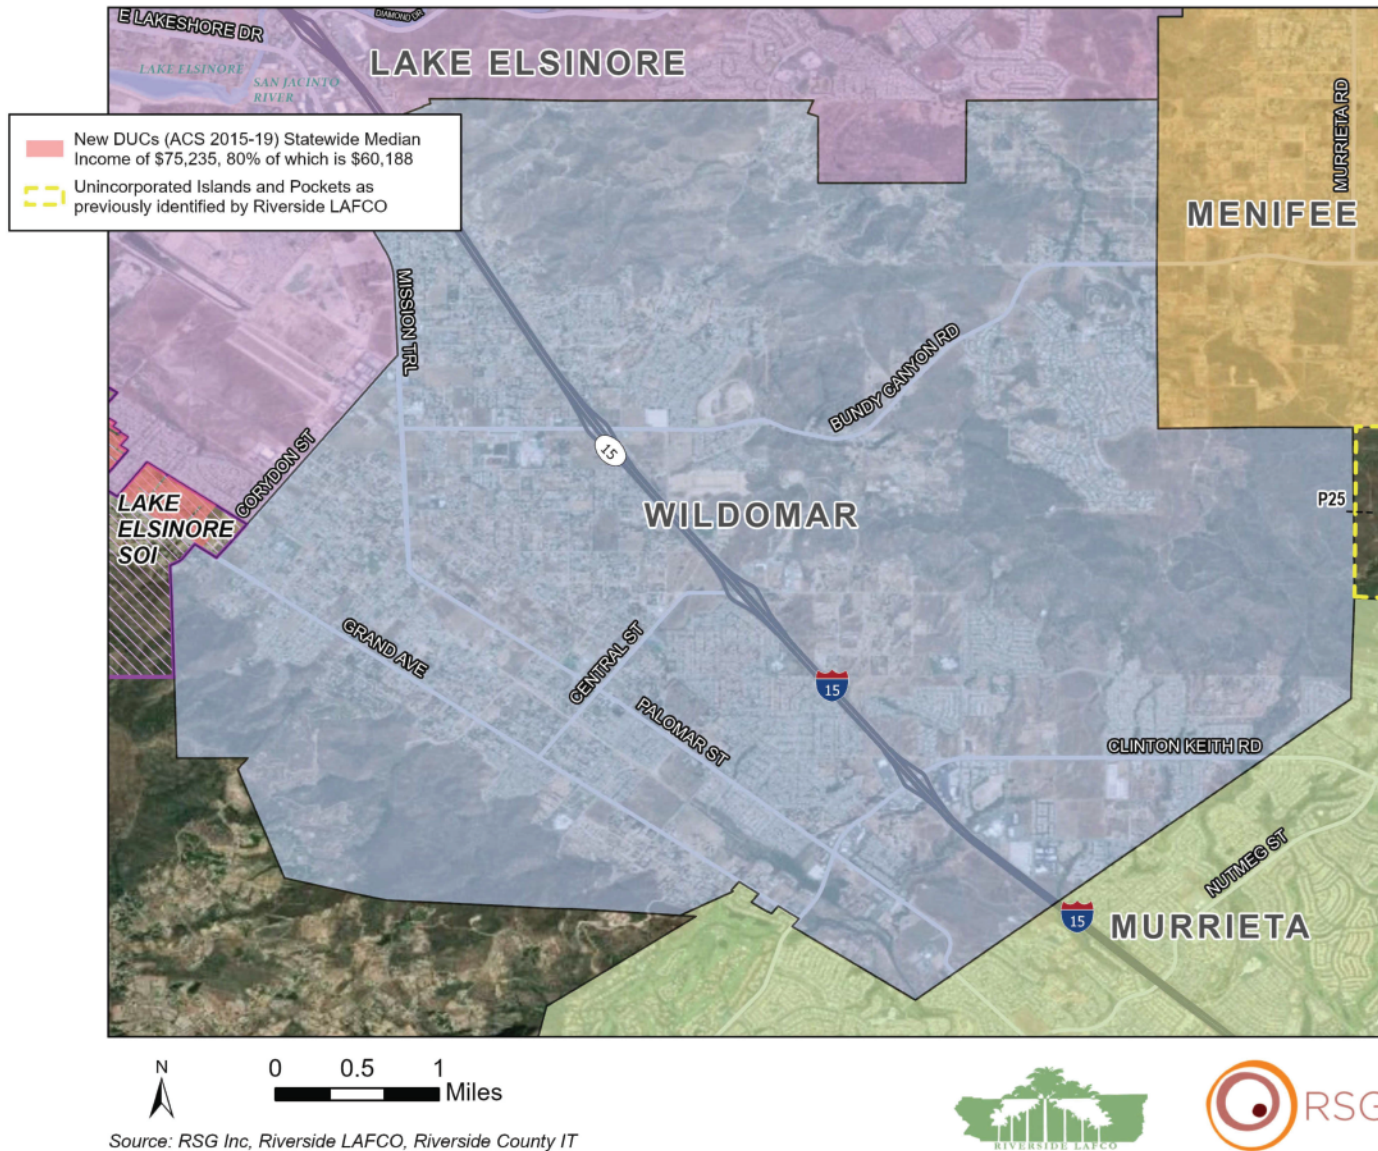 E LAKESHORE DR
DIAMOND DR
LAKE ELSINORE
LAKE ELSINORE
SAN JACINTO
RIVER
MURRIETA RD
New DUCs (ACS 2015-19) Statewide Median
Income of $75,235, 80% of which is $60,188
Unincorporated Islands and Pockets as
previously identified by Riverside LAFCO
MENIFEE
MISSION TRL
BUNDY CANYON RD
CORYDON ST
15
LAKE
ELSINORE
SOI
WILDOMAR
P25
GRAND AVE
CENTRAL ST
15
PALOMAR ST
CLINTON KEITH RD
NUTMEG ST
15
MURRIETA
N
0 0.5 1
Miles
Source: RSG Inc, Riverside LAFCO, Riverside County IT
RIVERSIDE LAFCO
RSG